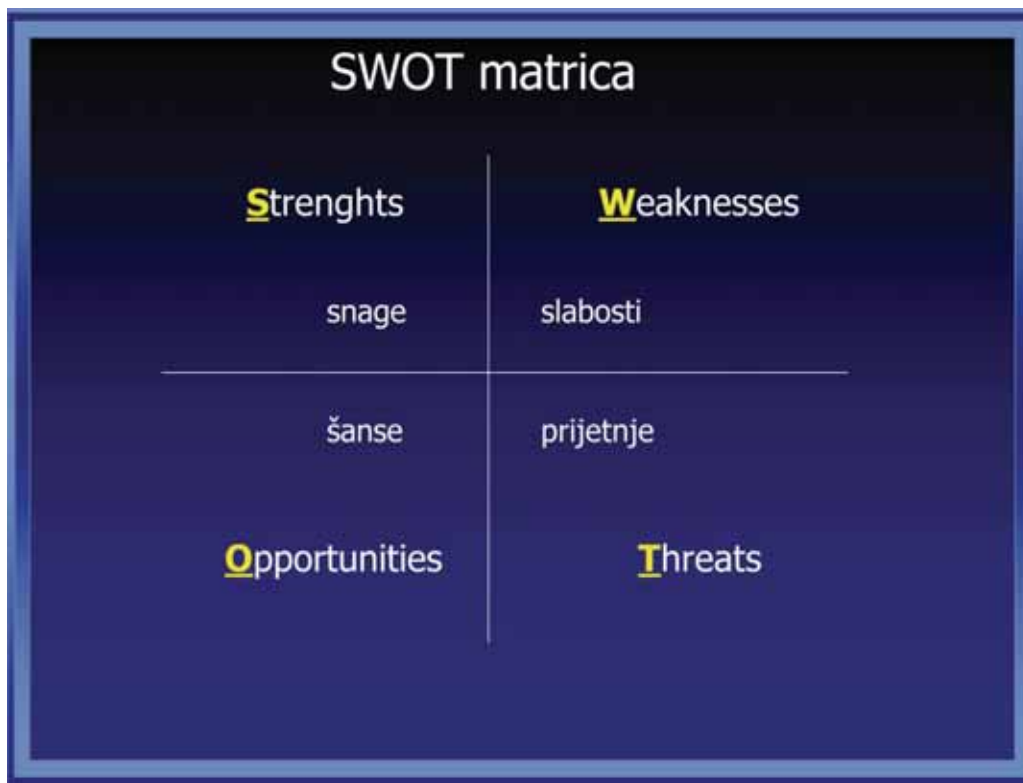 SWOT matrica
Strenghts
Weaknesses
snage
slabosti
šanse
prijetnje
Opportunities
Threats